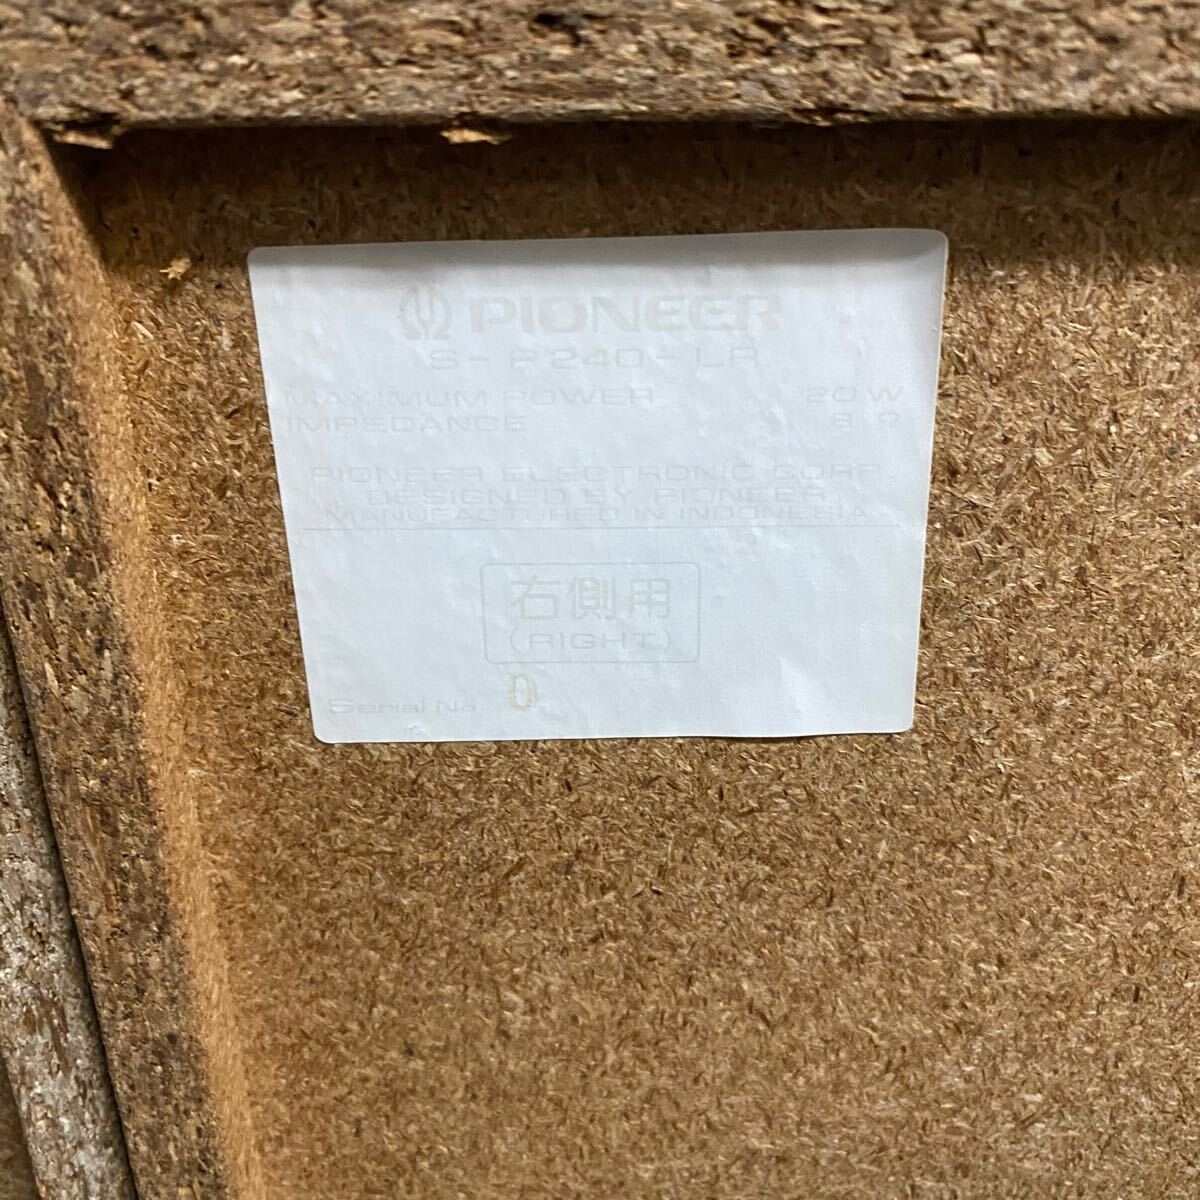 PIONEER
S-P240-LR
MAXIMUM POWER 20W
IMPEDANCE 8 Ω
PIONEER ELECTRONIC CORP.
DESIGNED BY PIONEER
MANUFACTURED IN INDONESIA
右側用
(RIGHT)
Serial No. 0